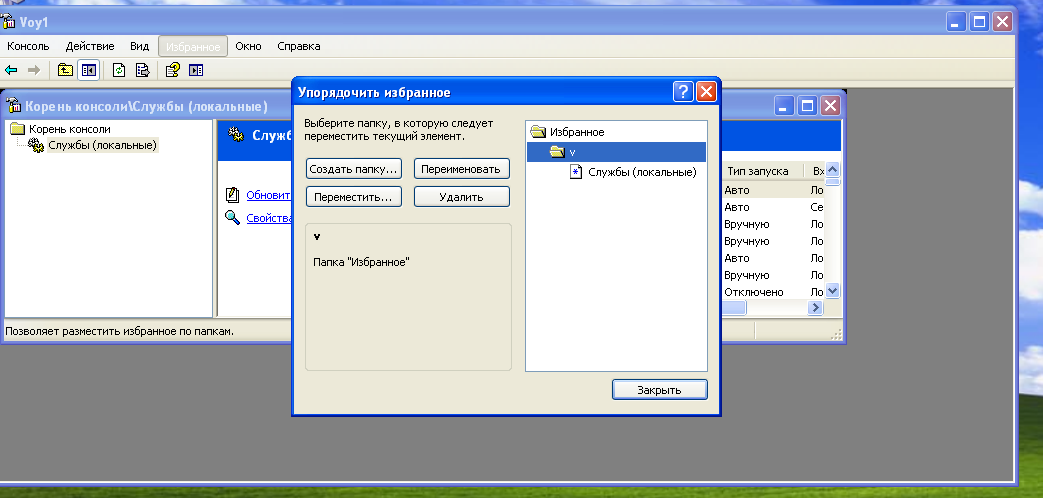 Voy1
Консоль Действие Вид Избранное Окно Справка
Корень консоли\Службы (локальные)
Корень консоли
Службы (локальные)
Служб
Обновит
Свойства
Тип запуска
Авто Ло
Авто Се
Вручную Ло
Вручную Ло
Авто Ло
Вручную Ло
Отключено Ло
Позволяет разместить избранное по папкам.
Упорядочить избранное
Выберите папку, в которую следует
переместить текущий элемент.
Создать папку... Переименовать
Переместить... Удалить
v
Папка "Избранное"
Избранное
v
Службы (локальные)
Закрыть